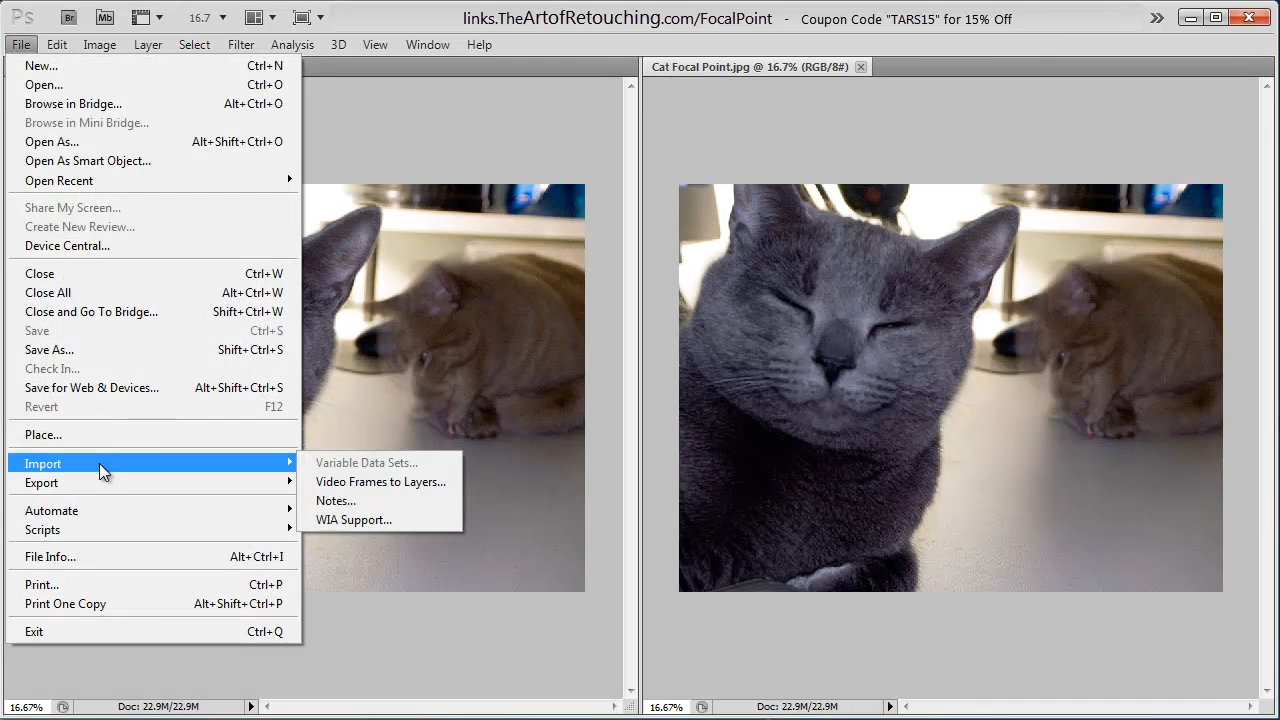 Ps Br Mb 16.7 links.TheArtofRetouching.com/FocalPoint - Coupon Code "TARS15" for 15% Off
File Edit Image Layer Select Filter Analysis 3D View Window Help
Cat Focal Point.jpg @ 16.7% (RGB/8#)
New... Ctrl+N
Open... Ctrl+O
Browse in Bridge... Alt+Ctrl+O
Browse in Mini Bridge...
Open As... Alt+Shift+Ctrl+O
Open As Smart Object...
Open Recent
Share My Screen...
Create New Review...
Device Central...
Close Ctrl+W
Close All Alt+Ctrl+W
Close and Go To Bridge... Shift+Ctrl+W
Save Ctrl+S
Save As... Shift+Ctrl+S
Check In...
Save for Web & Devices... Alt+Shift+Ctrl+S
Revert F12
Place...
Import
Export
Automate
Scripts
File Info... Alt+Ctrl+I
Print... Ctrl+P
Print One Copy Alt+Shift+Ctrl+P
Exit Ctrl+Q
Variable Data Sets...
Video Frames to Layers...
Notes...
WIA Support...
16.67% Doc: 22.9M/22.9M
16.67% Doc: 22.9M/22.9M